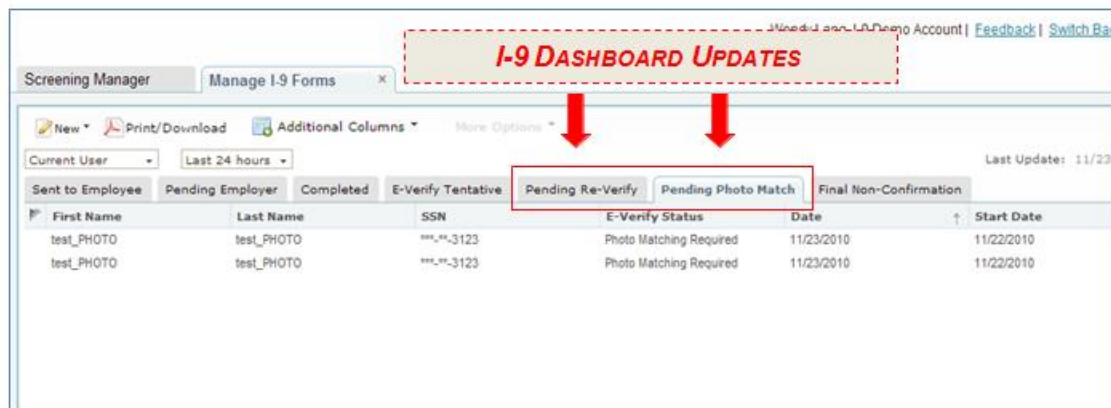 Account | Feedback | Switch Bac
I-9 DASHBOARD UPDATES
Screening Manager Manage I-9 Forms ×
New Print/Download Additional Columns More Options
Current User Last 24 hours Last Update: 11/23
Sent to Employee Pending Employer Completed E-Verify Tentative Pending Re-Verify Pending Photo Match Final Non-Confirmation
First Name Last Name SSN E-Verify Status Date ↑ Start Date
test_PHOTO test_PHOTO ***-**-3123 Photo Matching Required 11/23/2010 11/22/2010
test_PHOTO test_PHOTO ***-**-3123 Photo Matching Required 11/23/2010 11/22/2010